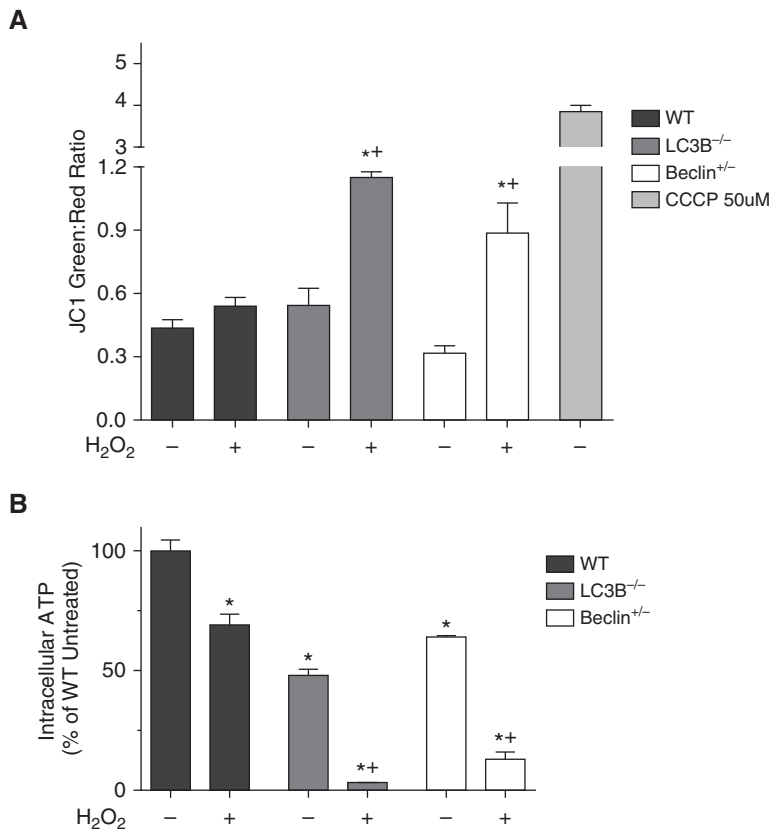 A
JC1 Green:Red Ratio
5
4
3
1.2
0.9
0.6
0.3
0.0
*+
*+
WT
LC3B⁻/⁻
Beclin⁺/⁻
CCCP 50uM
H₂O₂ – + – + – + –
B
Intracellular ATP
(% of WT Untreated)
100
50
0
*
*
*+
*
*+
WT
LC3B⁻/⁻
Beclin⁺/⁻
H₂O₂ – + – + – +